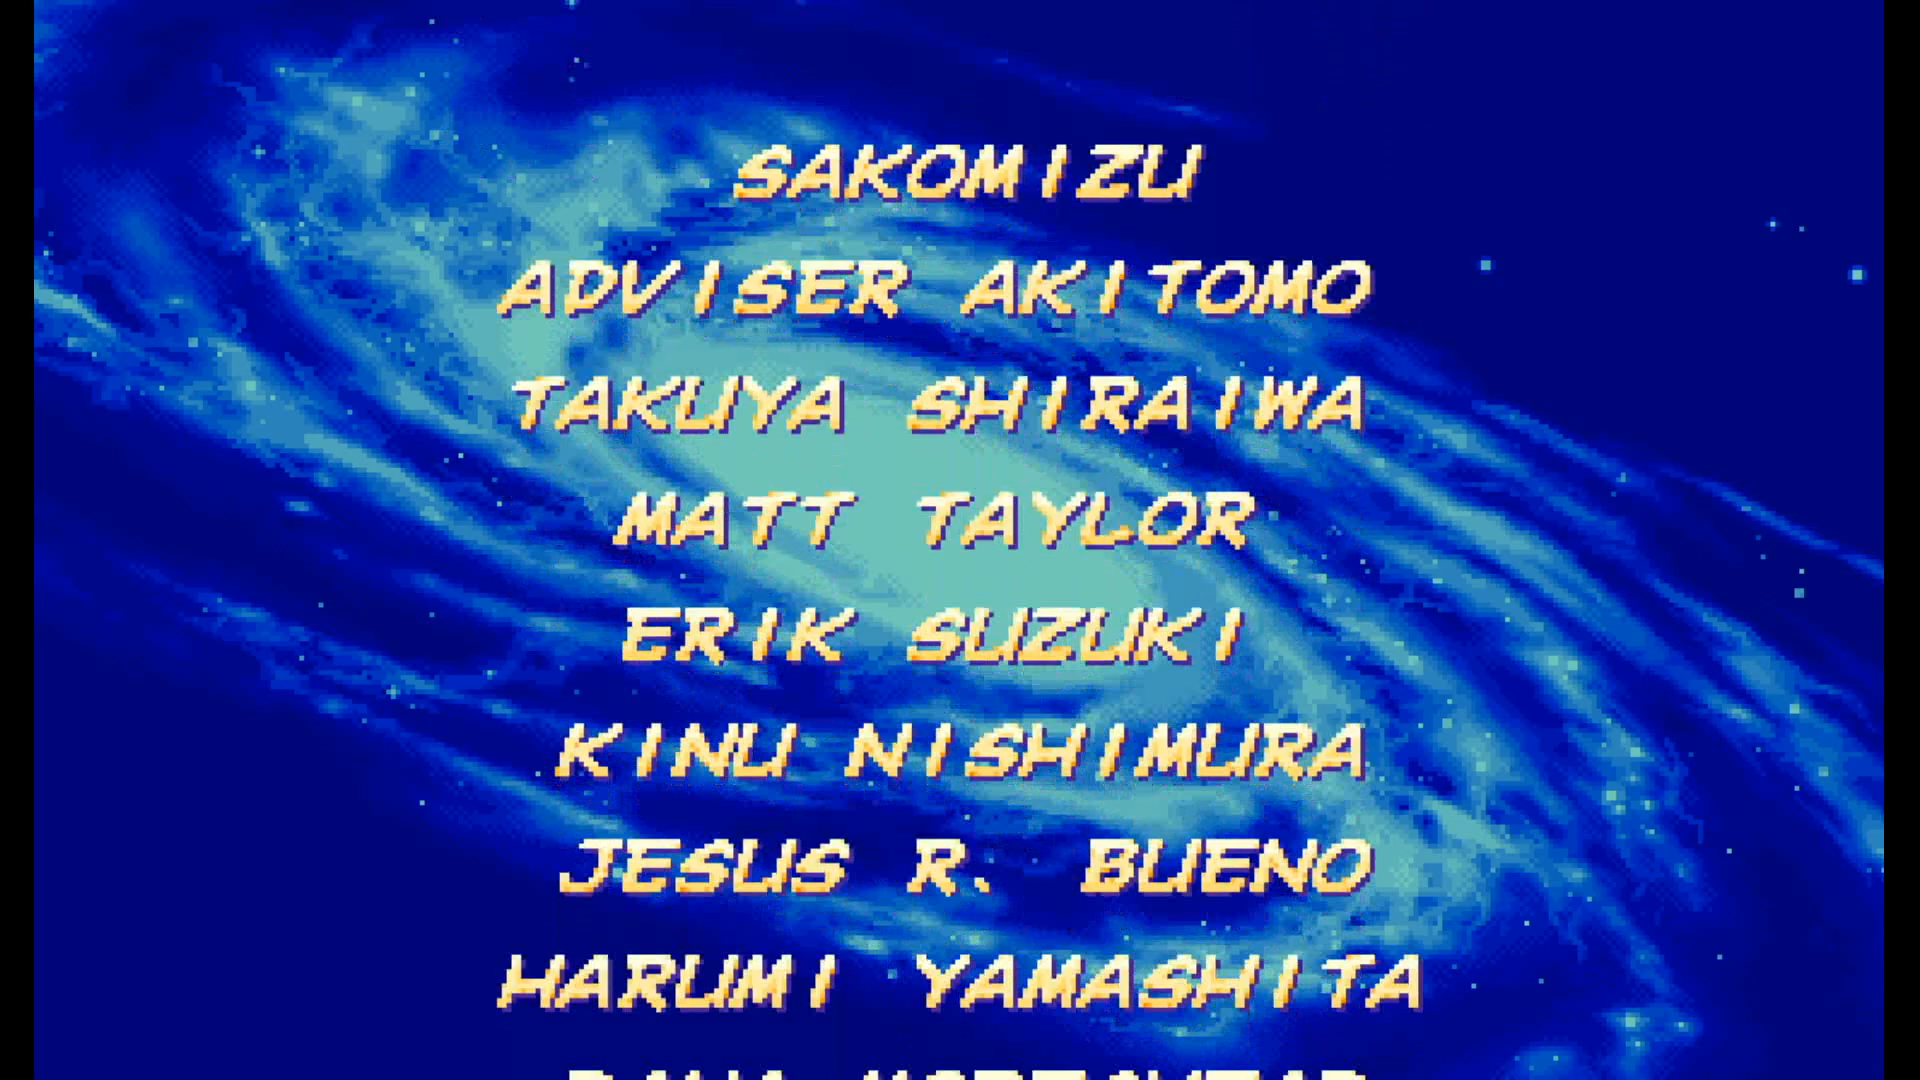 SAKOMIZU
ADVISER AKITOMO
TAKUYA SHIRAIWA
MATT TAYLOR
ERIK SUZUKI
KINU NISHIMURA
JESUS R. BUENO
HARUMI YAMASHITA